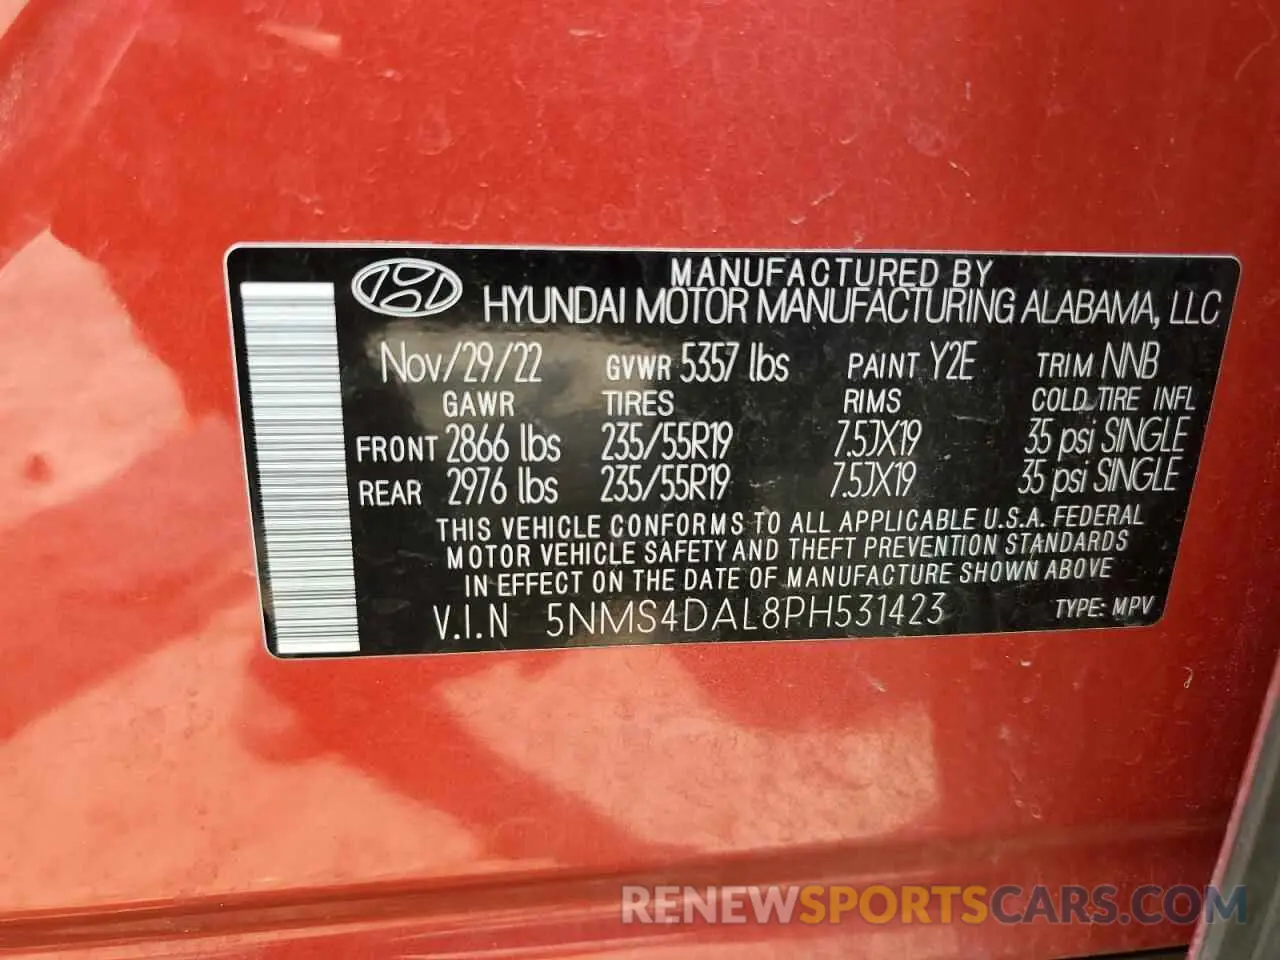 MANUFACTURED BY
HYUNDAI MOTOR MANUFACTURING ALABAMA, LLC
Nov/29/22 GVWR 5357 lbs PAINT Y2E TRIM NNB
GAWR TIRES RIMS COLD TIRE INFL
FRONT 2866 lbs 235/55R19 7.5JX19 35 psi SINGLE
REAR 2976 lbs 235/55R19 7.5JX19 35 psi SINGLE
THIS VEHICLE CONFORMS TO ALL APPLICABLE U.S.A. FEDERAL
MOTOR VEHICLE SAFETY AND THEFT PREVENTION STANDARDS
IN EFFECT ON THE DATE OF MANUFACTURE SHOWN ABOVE
V.I.N 5NMS4DAL8PH531423 TYPE: MPV
RENEWSPORTSCARS.COM